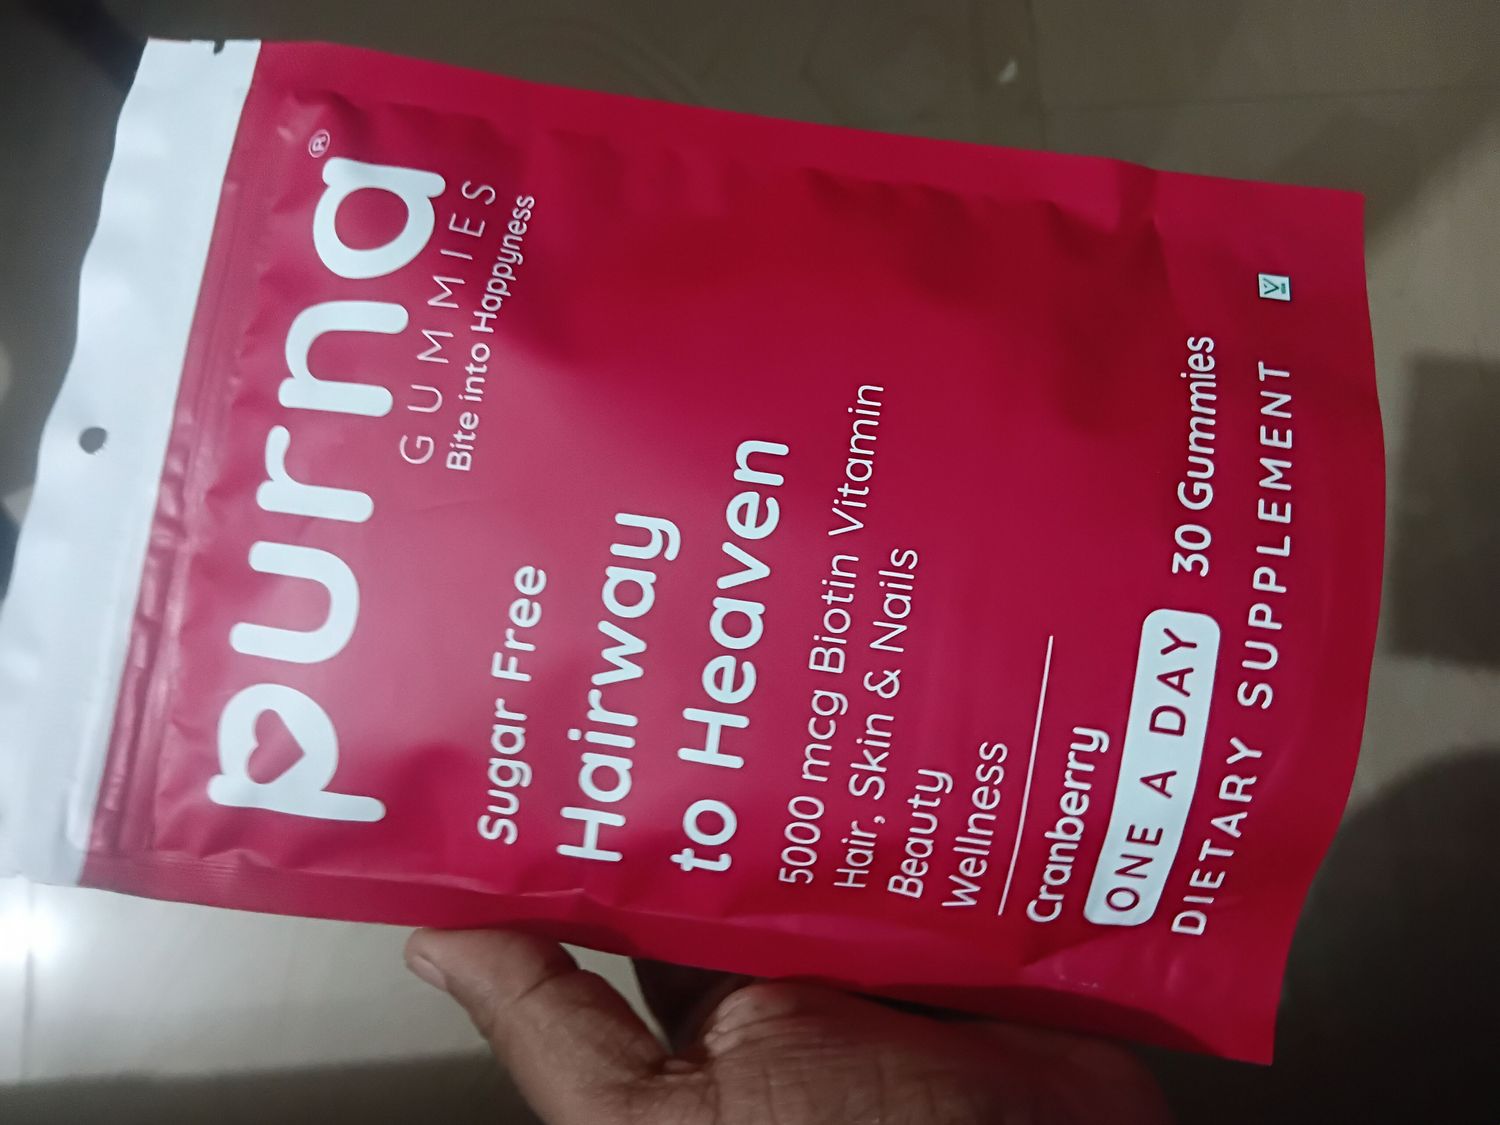 purna®
GUMMIES
Bite into Happyness
Sugar Free
Hairway
to Heaven
5000 mcg Biotin Vitamin
Hair, Skin & Nails
Beauty
Wellness
Cranberry
ONE A DAY 30 Gummies
DIETARY SUPPLEMENT
V